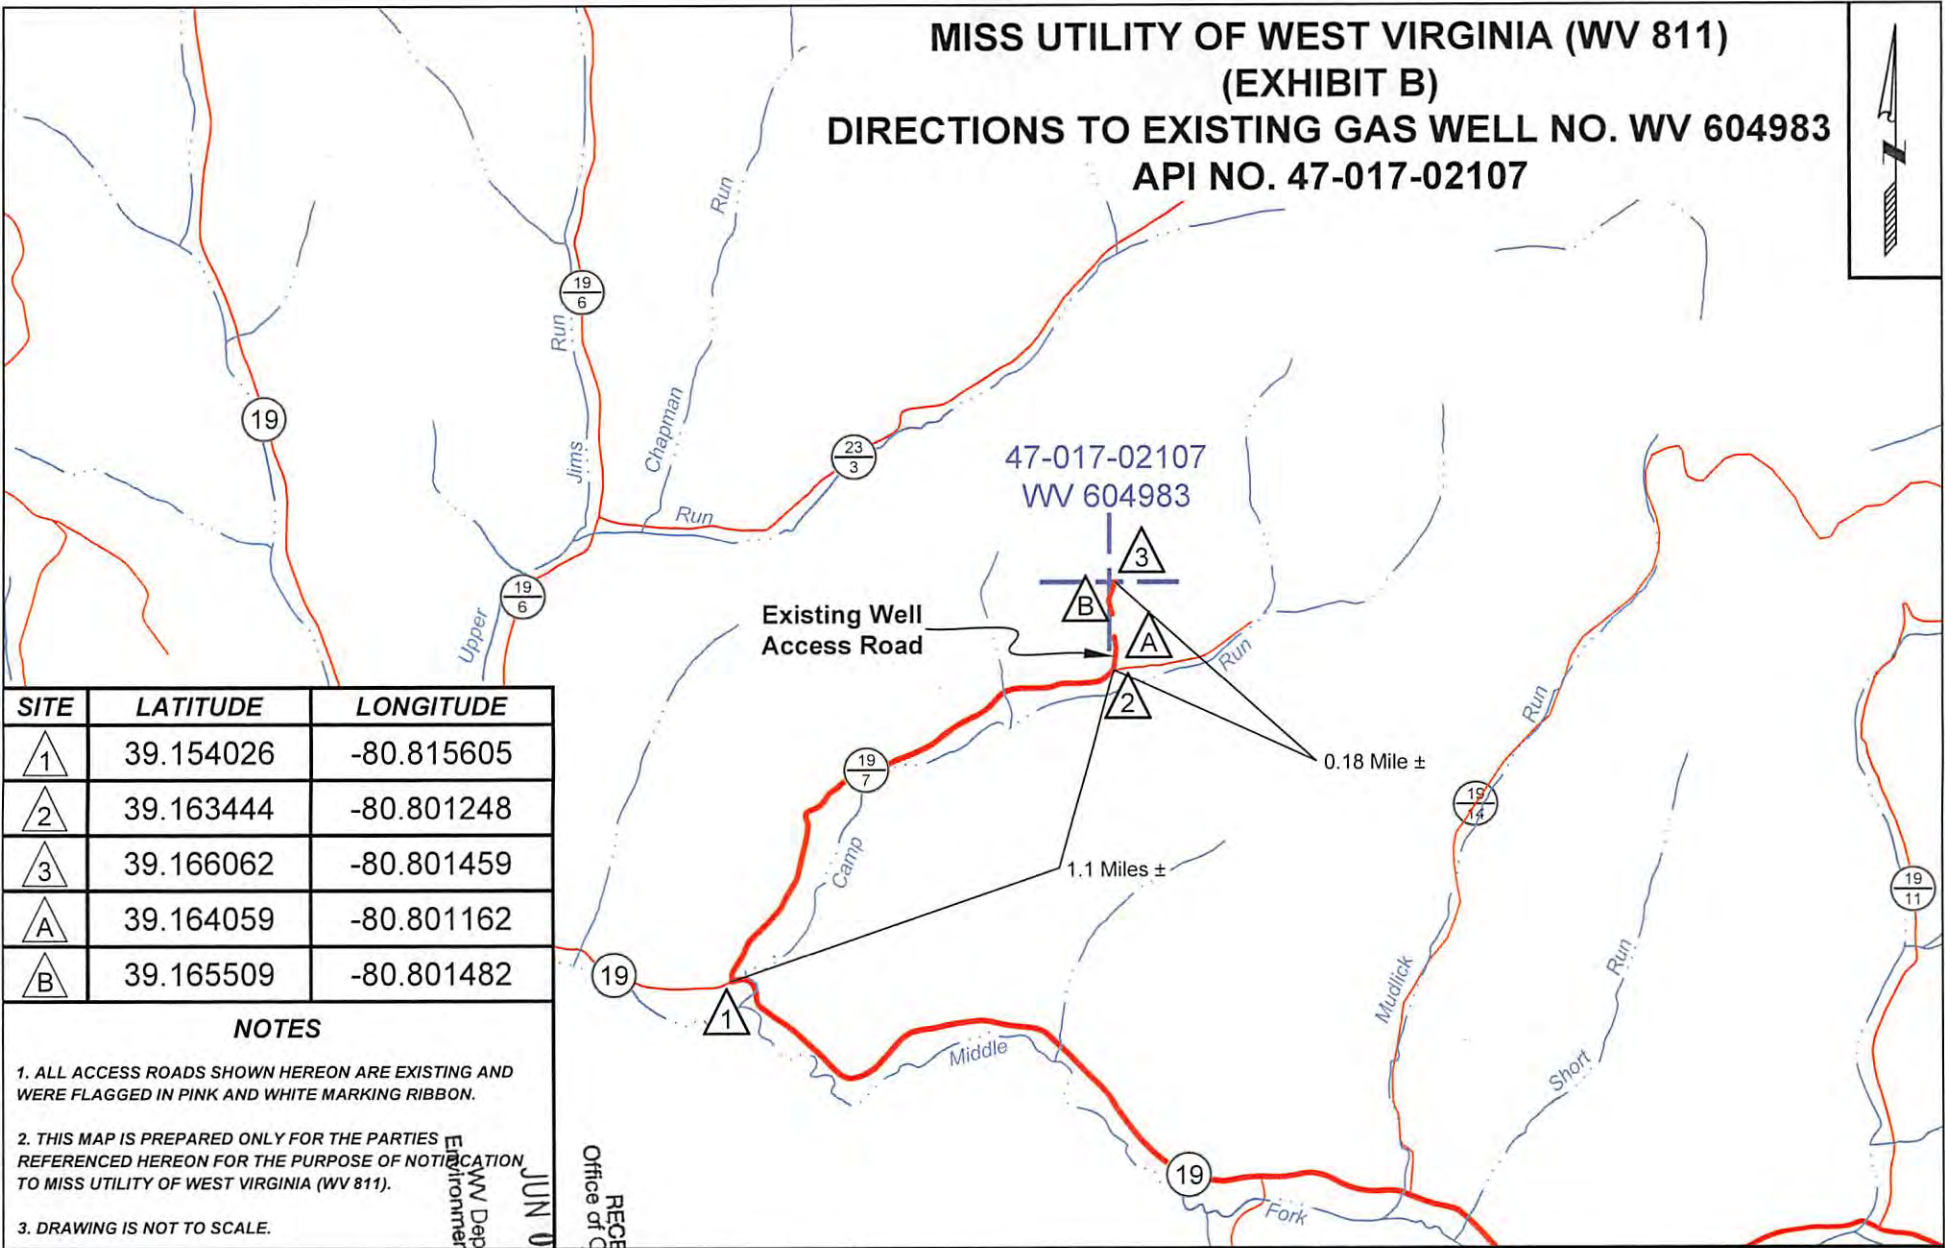 MISS UTILITY OF WEST VIRGINIA (WV 811)
(EXHIBIT B)
DIRECTIONS TO EXISTING GAS WELL NO. WV 604983
API NO. 47-017-02107
N
Run
19
6
Run
19
Jims
Chapman
23
3
Run
47-017-02107
WV 604983
3
B
A
Existing Well
Access Road
19
6
Upper
Run
2
0.18 Mile ±
19
7
Camp
1.1 Miles ±
Run
19
14
19
11
Run
Mudlick
Short
19
1
Middle
19
Fork
SITE LATITUDE LONGITUDE
1 39.154026 -80.815605
2 39.163444 -80.801248
3 39.166062 -80.801459
A 39.164059 -80.801162
B 39.165509 -80.801482
NOTES
1. ALL ACCESS ROADS SHOWN HEREON ARE EXISTING AND
WERE FLAGGED IN PINK AND WHITE MARKING RIBBON.
2. THIS MAP IS PREPARED ONLY FOR THE PARTIES
REFERENCED HEREON FOR THE PURPOSE OF NOTIFICATION
TO MISS UTILITY OF WEST VIRGINIA (WV 811).
3. DRAWING IS NOT TO SCALE.
Office of
JUN 0
WV Dep